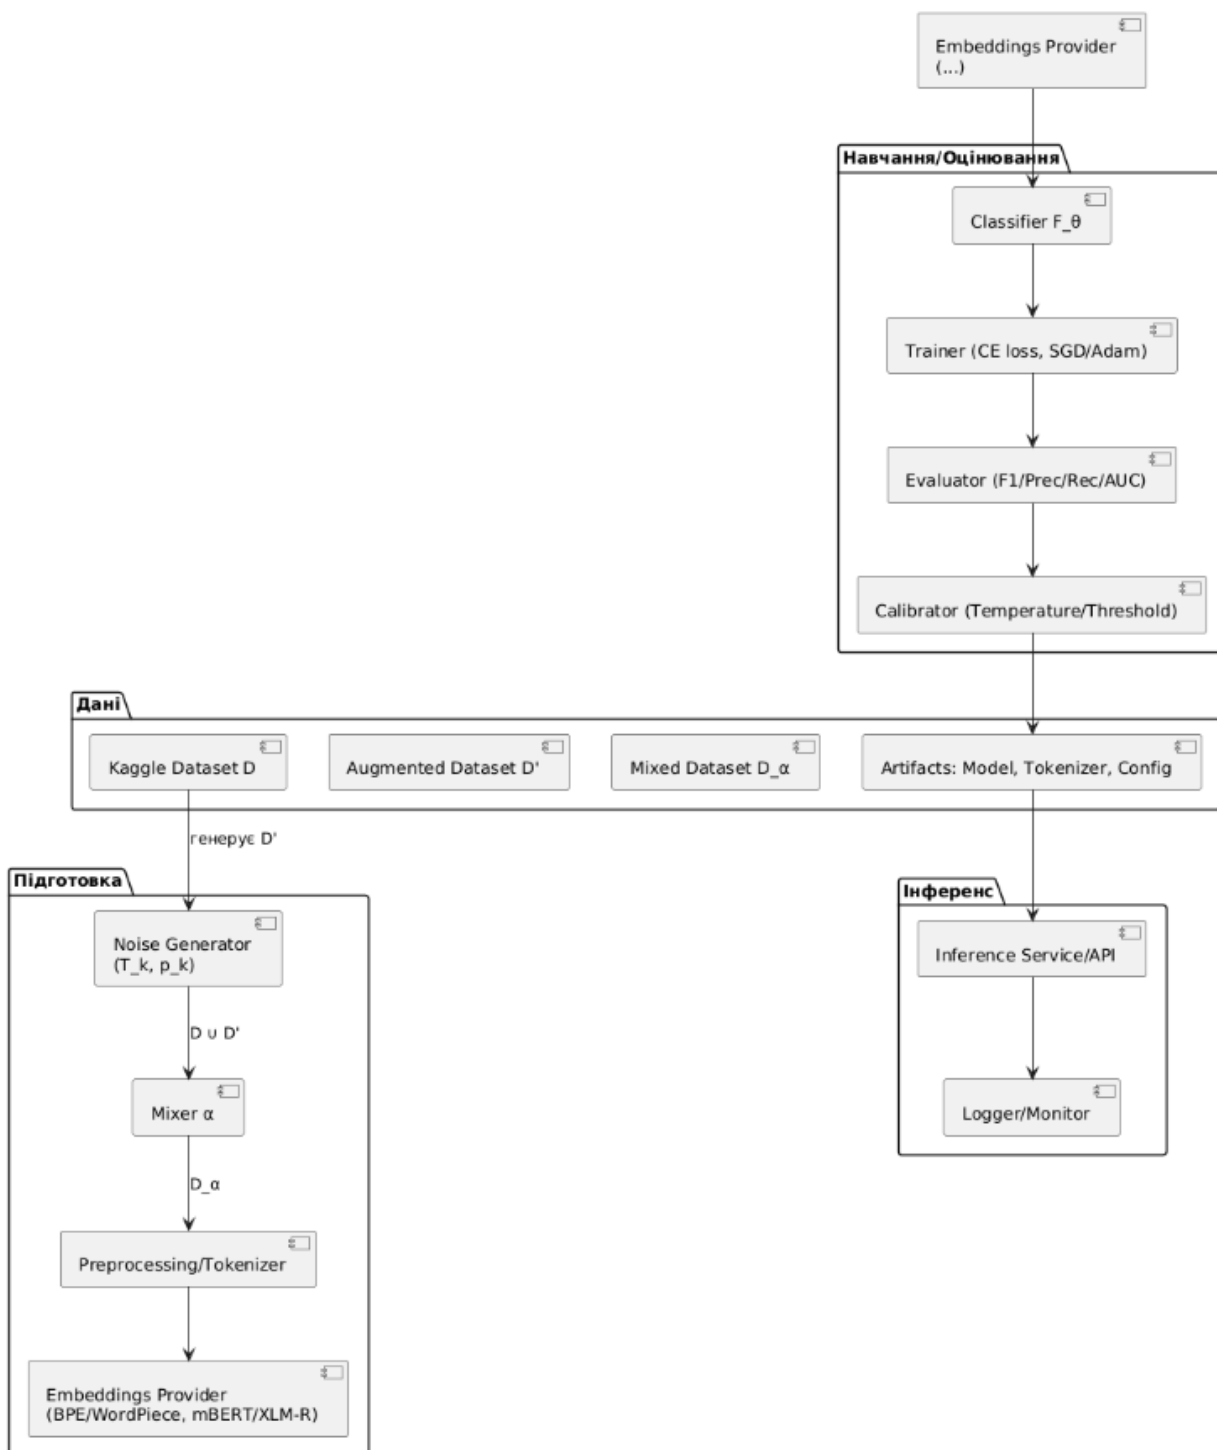 Embeddings Provider
(...)
Навчання/Оцінювання
Classifier F_θ
Trainer (CE loss, SGD/Adam)
Evaluator (F1/Prec/Rec/AUC)
Calibrator (Temperature/Threshold)
Дані
Kaggle Dataset D
Augmented Dataset D'
Mixed Dataset D_α
Artifacts: Model, Tokenizer, Config
генерує D'
Підготовка
Noise Generator
(T_k, p_k)
D ∪ D'
Mixer α
D_α
Preprocessing/Tokenizer
Embeddings Provider
(BPE/WordPiece, mBERT/XLM-R)
Інференс
Inference Service/API
Logger/Monitor